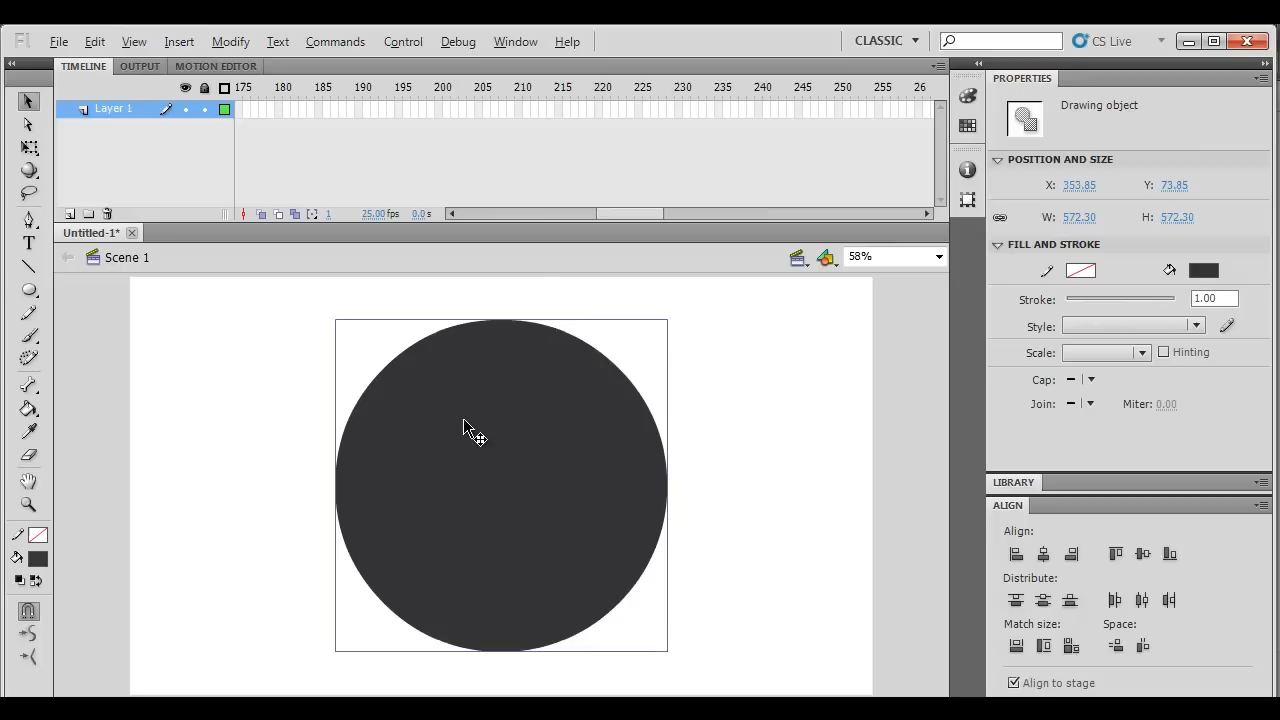 Fl File Edit View Insert Modify Text Commands Control Debug Window Help CLASSIC CS Live
TIMELINE OUTPUT MOTION EDITOR
175 180 185 190 195 200 205 210 215 220 225 230 235 240 245 250 255 26
Layer 1
1 25.00 fps 0.0 s
Untitled-1*
Scene 1 58%
PROPERTIES
Drawing object
POSITION AND SIZE
X: 353.85 Y: 73.85
W: 572.30 H: 572.30
FILL AND STROKE
Stroke: 1.00
Style:
Scale: Hinting
Cap:
Join: Miter: 0.00
LIBRARY
ALIGN
Align:
Distribute:
Match size: Space:
Align to stage